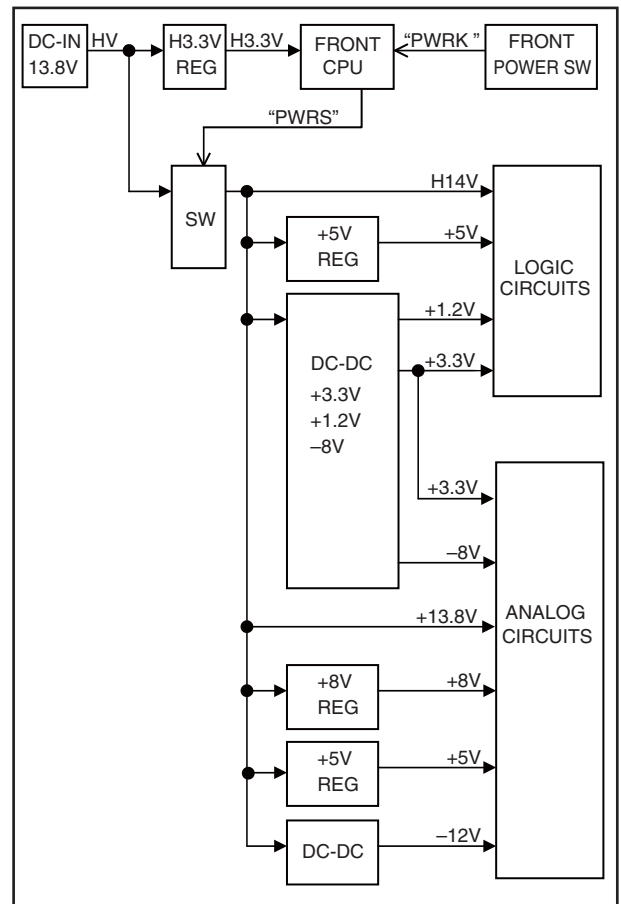 DC-IN
13.8V
HV
H3.3V
REG
H3.3V
FRONT
CPU
“PWRK ”
FRONT
POWER SW
“PWRS”
SW
H14V
+5V
REG
+5V
LOGIC
CIRCUITS
DC-DC
+3.3V
+1.2V
–8V
+1.2V
+3.3V
+3.3V
–8V
+13.8V
ANALOG
CIRCUITS
+8V
REG
+8V
+5V
REG
+5V
DC-DC
–12V